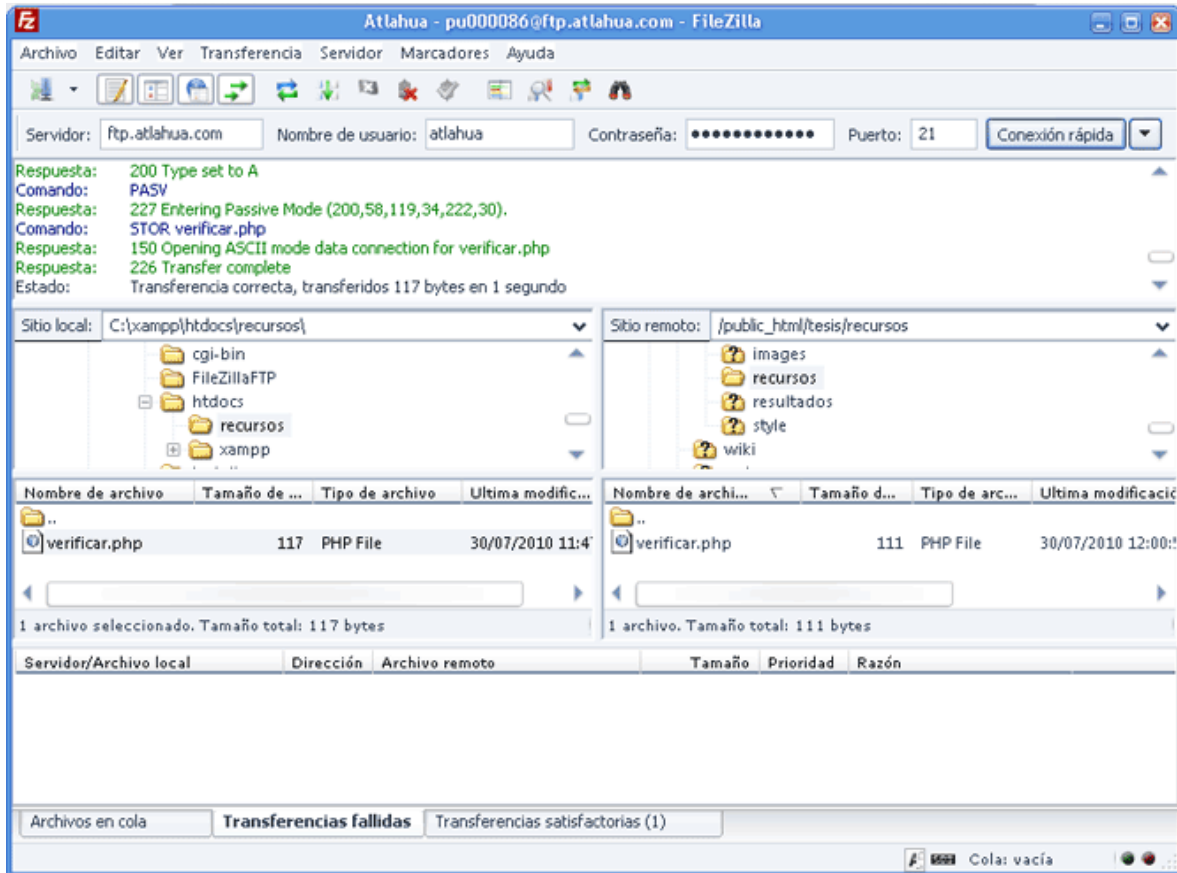 Atlahua - pu000086@ftp.atlahua.com - FileZilla
Archivo Editar Ver Transferencia Servidor Marcadores Ayuda
Servidor: ftp.atlahua.com Nombre de usuario: atlahua Contraseña: ●●●●●●●●●●●● Puerto: 21 Conexión rápida
Respuesta: 200 Type set to A
Comando: PASV
Respuesta: 227 Entering Passive Mode (200,58,119,34,222,30).
Comando: STOR verificar.php
Respuesta: 150 Opening ASCII mode data connection for verificar.php
Respuesta: 226 Transfer complete
Estado: Transferencia correcta, transferidos 117 bytes en 1 segundo
Sitio local: C:\xampp\htdocs\recursos\
cgi-bin
FileZillaFTP
htdocs
recursos
xampp
Sitio remoto: /public_html/tesis/recursos
images
recursos
resultados
style
wiki
Nombre de archivo Tamaño de ... Tipo de archivo Ultima modific...
..
verificar.php 117 PHP File 30/07/2010 11:4
1 archivo seleccionado. Tamaño total: 117 bytes
Nombre de archi... Tamaño d... Tipo de arc... Ultima modificació
..
verificar.php 111 PHP File 30/07/2010 12:00:
1 archivo. Tamaño total: 111 bytes
Servidor/Archivo local Dirección Archivo remoto Tamaño Prioridad Razón
Archivos en cola Transferencias fallidas Transferencias satisfactorias (1)
Cola: vacía